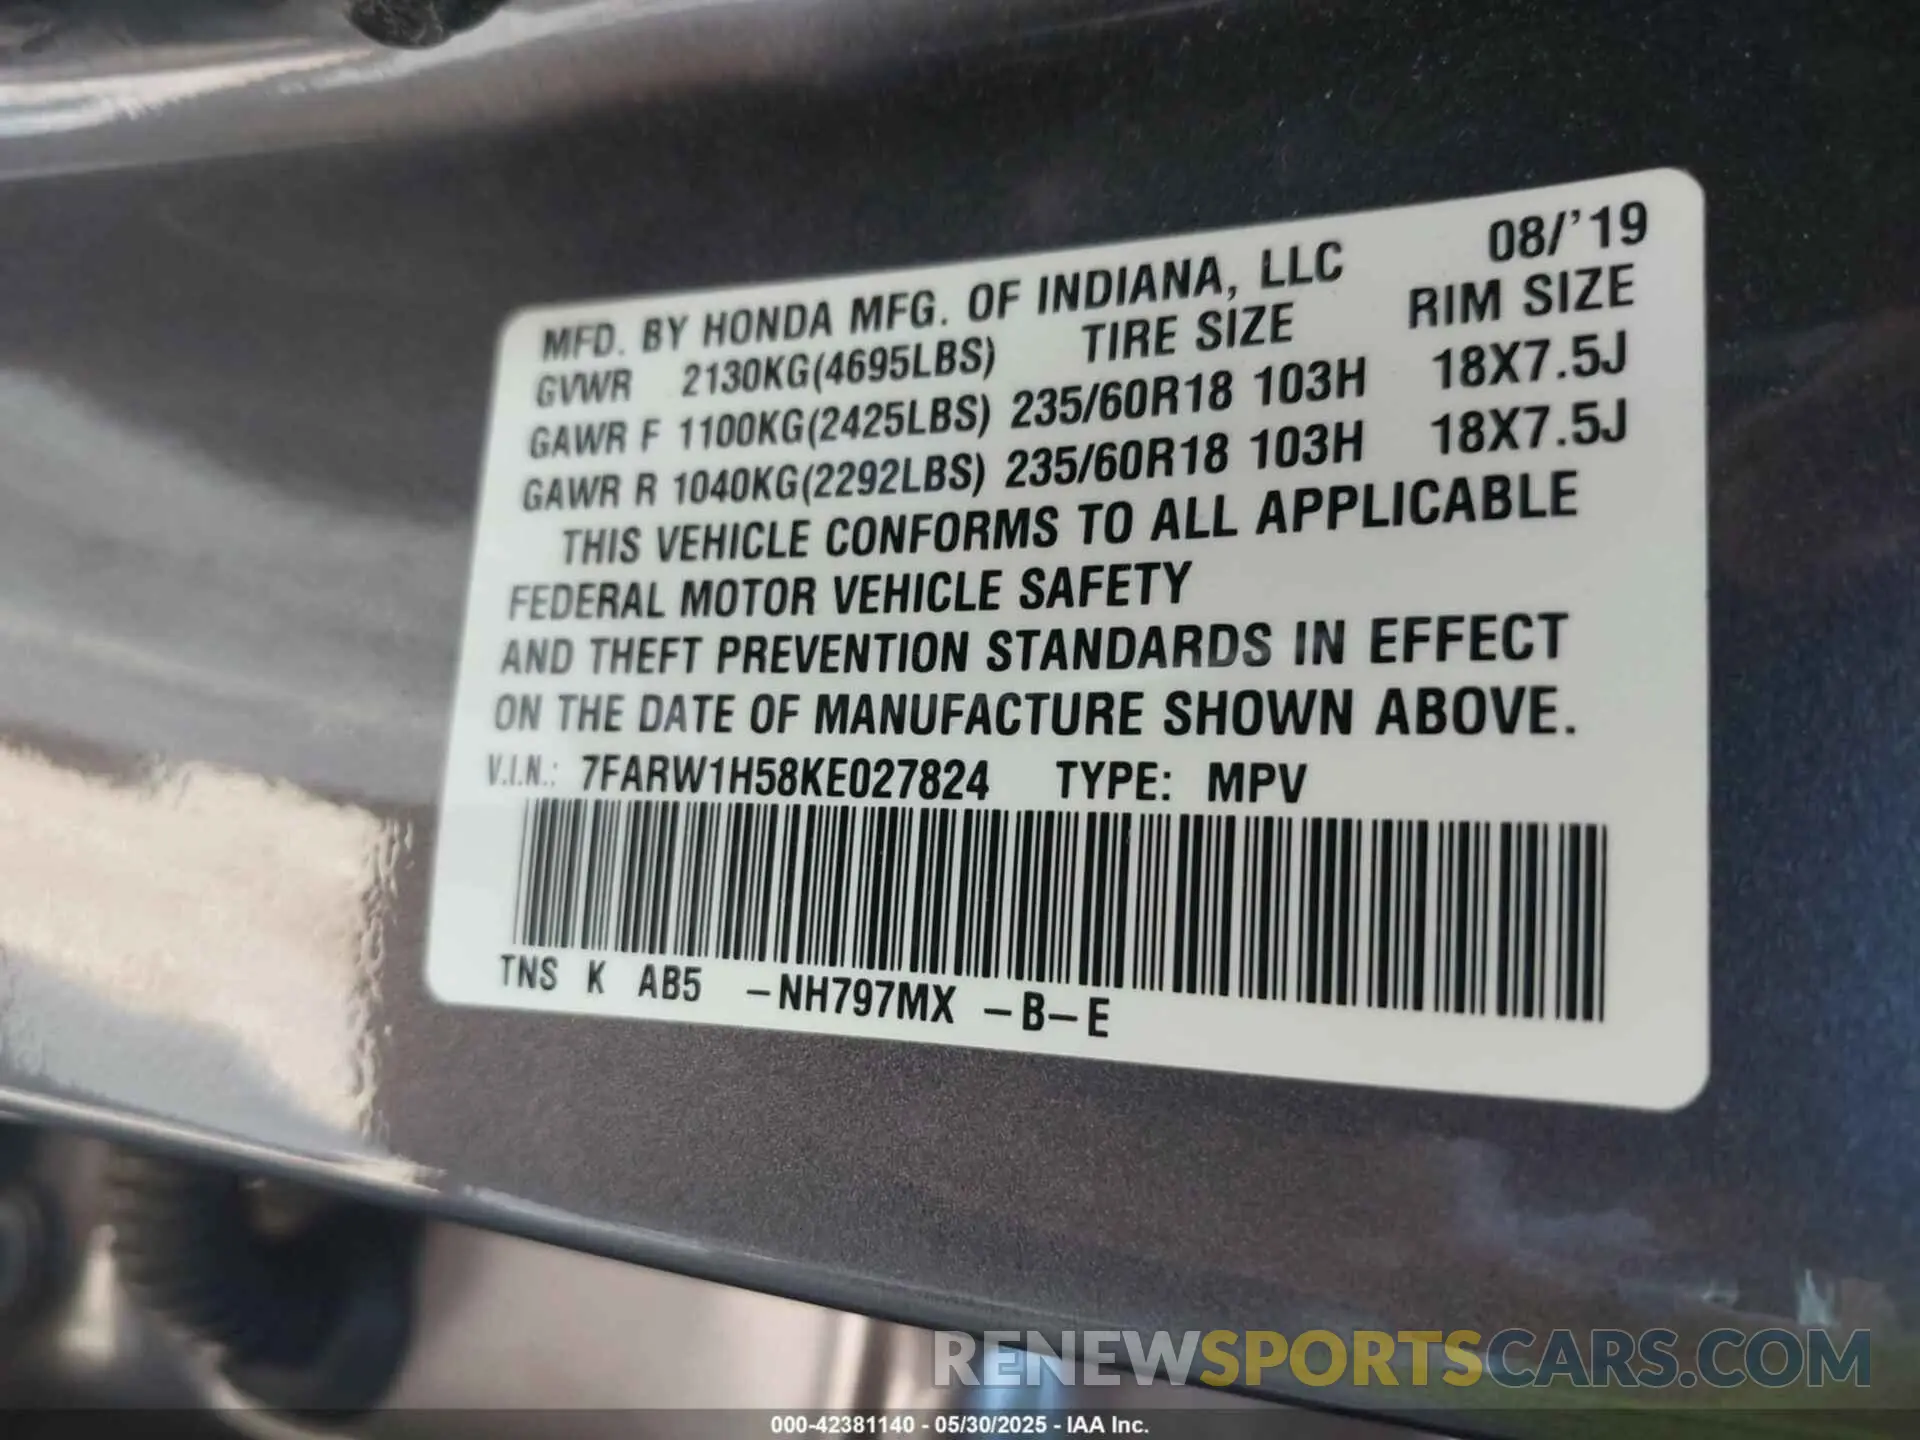 08/'19
MFD. BY HONDA MFG. OF INDIANA, LLC
GVWR 2130KG(4695LBS) TIRE SIZE RIM SIZE
GAWR F 1100KG(2425LBS) 235/60R18 103H 18X7.5J
GAWR R 1040KG(2292LBS) 235/60R18 103H 18X7.5J
THIS VEHICLE CONFORMS TO ALL APPLICABLE
FEDERAL MOTOR VEHICLE SAFETY
AND THEFT PREVENTION STANDARDS IN EFFECT
ON THE DATE OF MANUFACTURE SHOWN ABOVE.
V.I.N.: 7FARW1H58KE027824 TYPE: MPV
TNS K AB5 -NH797MX -B-E
RENEWSPORTSCARS.COM
000-42381140 - 05/30/2025 - IAA Inc.